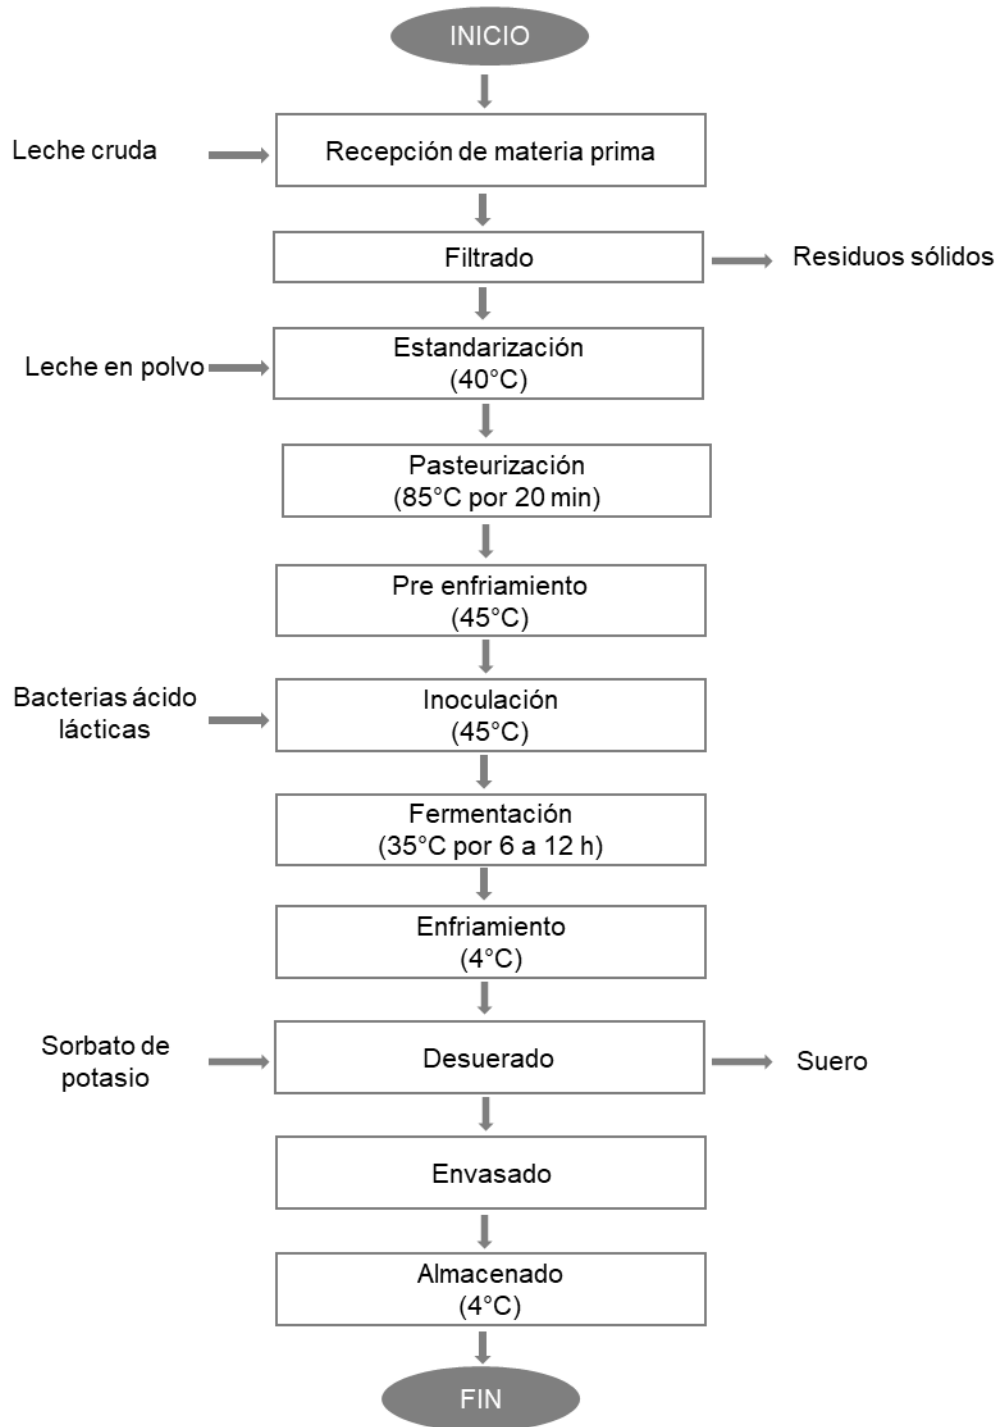 INICIO
Leche cruda
Recepción de materia prima
Filtrado
Residuos sólidos
Leche en polvo
Estandarización
(40°C)
Pasteurización
(85°C por 20 min)
Pre enfriamiento
(45°C)
Bacterias ácido
lácticas
Inoculación
(45°C)
Fermentación
(35°C por 6 a 12 h)
Enfriamiento
(4°C)
Sorbato de
potasio
Desuerado
Suero
Envasado
Almacenado
(4°C)
FIN